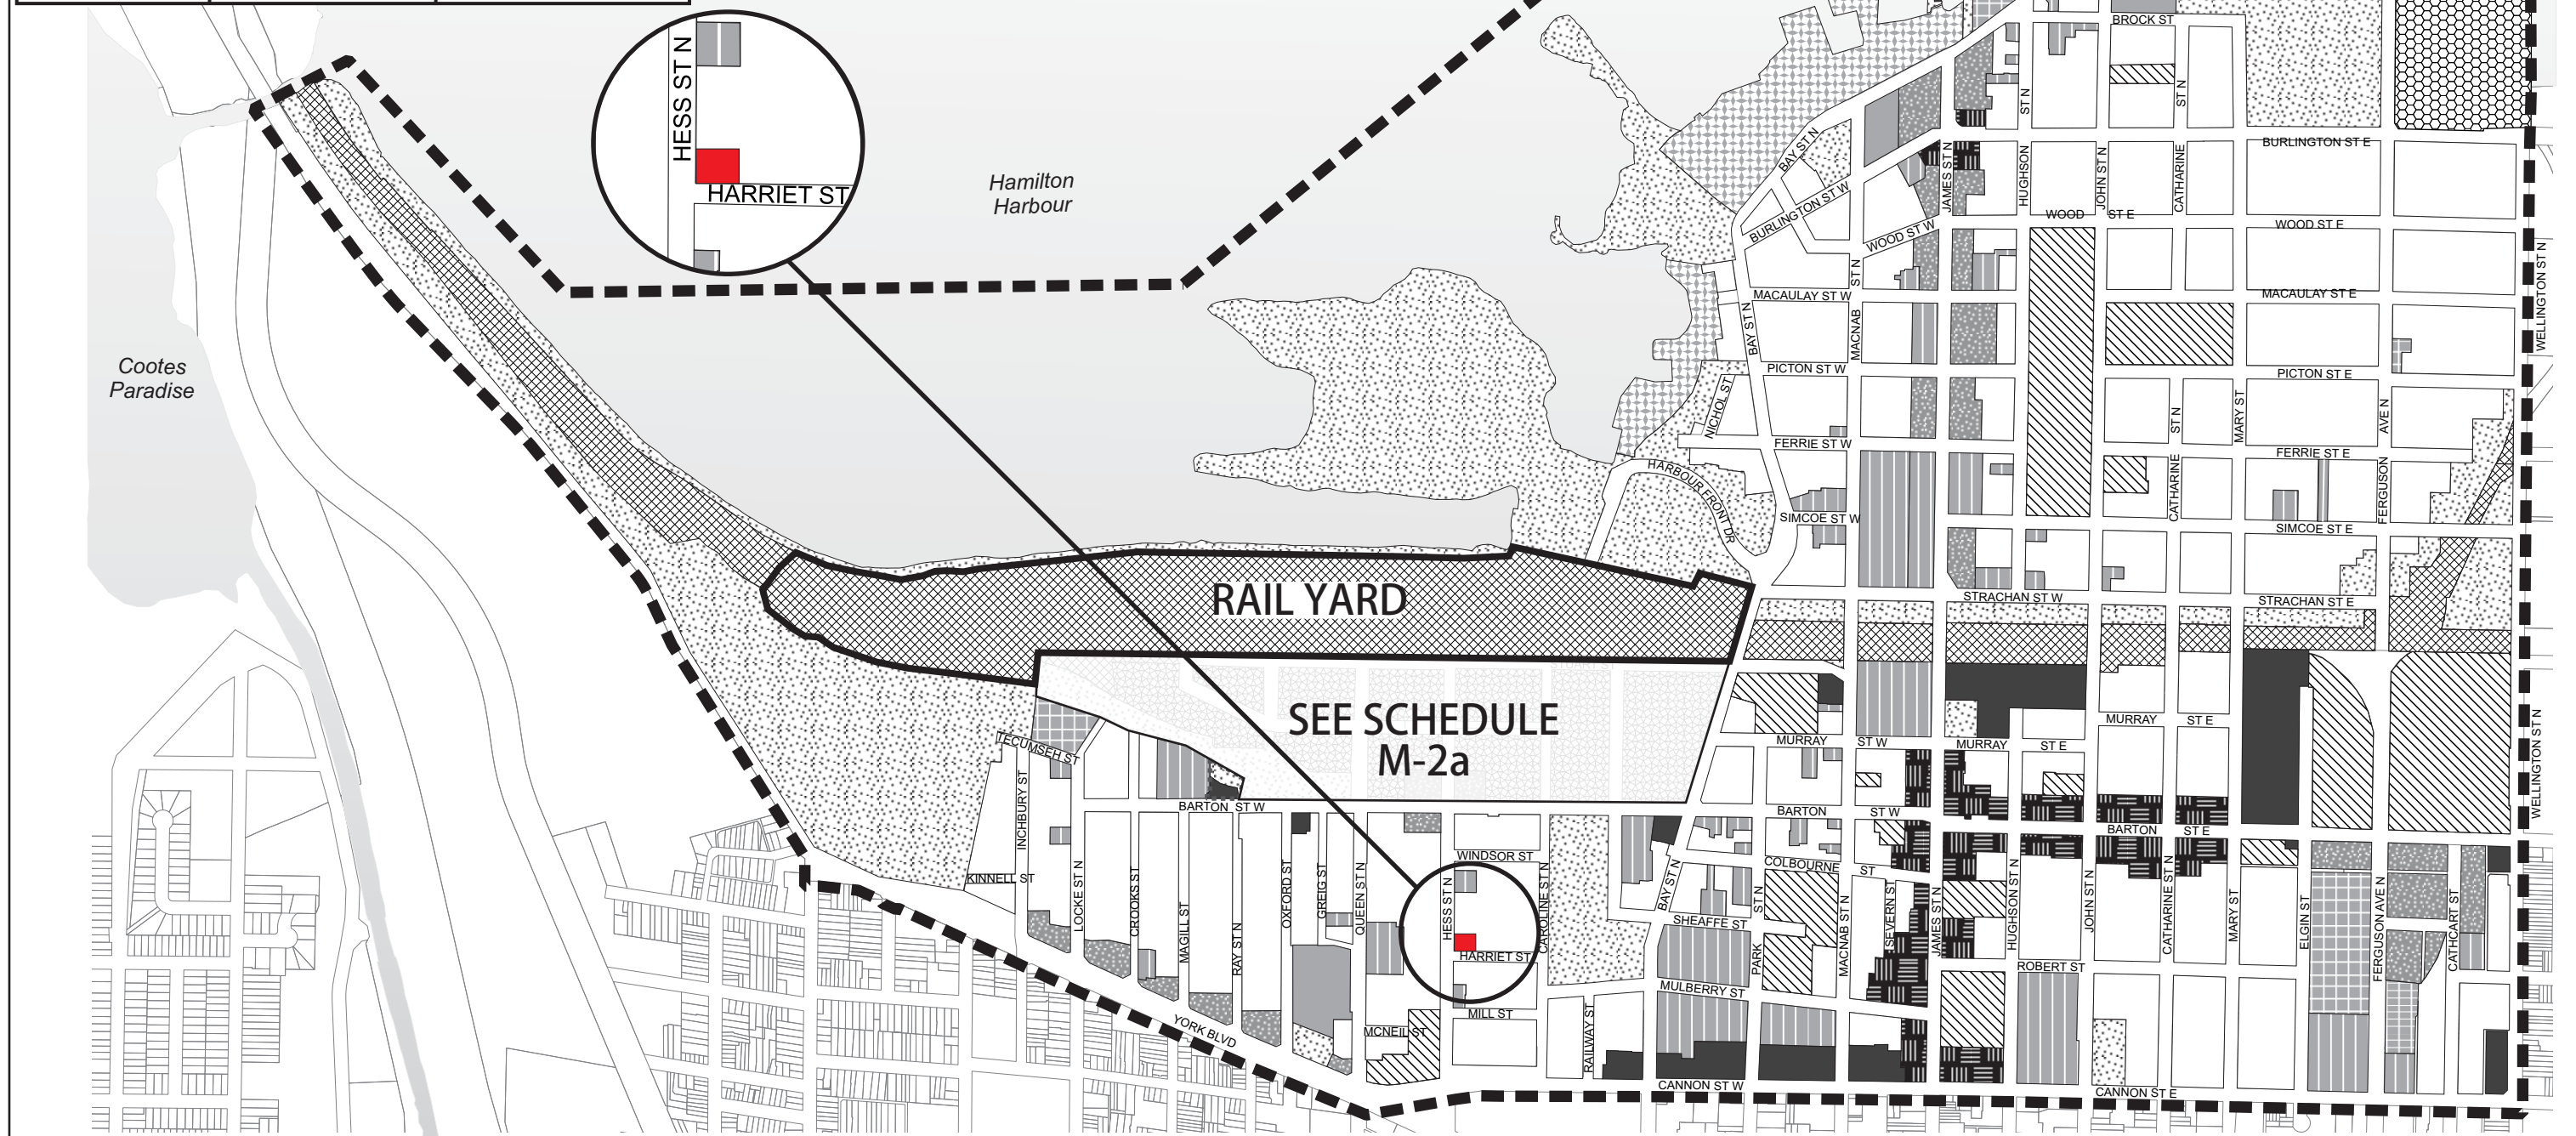 BROCK ST
HESS ST N
HARRIET ST
Hamilton
Harbour
Cootes
Paradise
BAY ST N
BURLINGTON ST W
JAMES ST N
HUGHSON
ST N
JOHN ST N
CATHARINE
ST N
BURLINGTON ST E
WOOD ST W
WOOD
ST E
WOOD ST E
WELLINGTON ST N
MACAULAY ST W
MACNAB
ST N
BAY ST N
MACAULAY ST E
PICTON ST W
PICTON ST E
NICHOL ST
FERRIE ST W
CATHARINE
ST N
MARY ST
FERGUSON
AVE N
FERRIE ST E
HARBOUR FRONT DR
SIMCOE ST W
SIMCOE ST E
RAIL YARD
STRACHAN ST W
STRACHAN ST E
STUART ST
SEE SCHEDULE
M-2a
TECUMSEH ST
MURRAY
ST W
MURRAY
ST E
MURRAY
ST E
WELLINGTON ST N
INCHBURY ST
BARTON ST W
BARTON
ST W
BARTON
ST E
KINNELL ST
LOCKE ST N
CROOKS ST
MAGILL ST
RAY ST N
OXFORD ST
GREIG ST
QUEEN ST N
HESS ST N
WINDSOR ST
CAROLINE ST N
HARRIET ST
MILL ST
MCNEIL ST
YORK BLVD
RAILWAY ST
BAY ST N
COLBOURNE
ST
SHEAFFE ST
PARK
ST N
MULBERRY ST
MACNAB ST N
SEVERN ST
JAMES ST N
HUGHSON ST N
ROBERT ST
JOHN ST N
CATHARINE ST N
MARY ST
ELGIN ST
FERGUSON AVE N
CATHCART ST
CANNON ST W
CANNON ST E